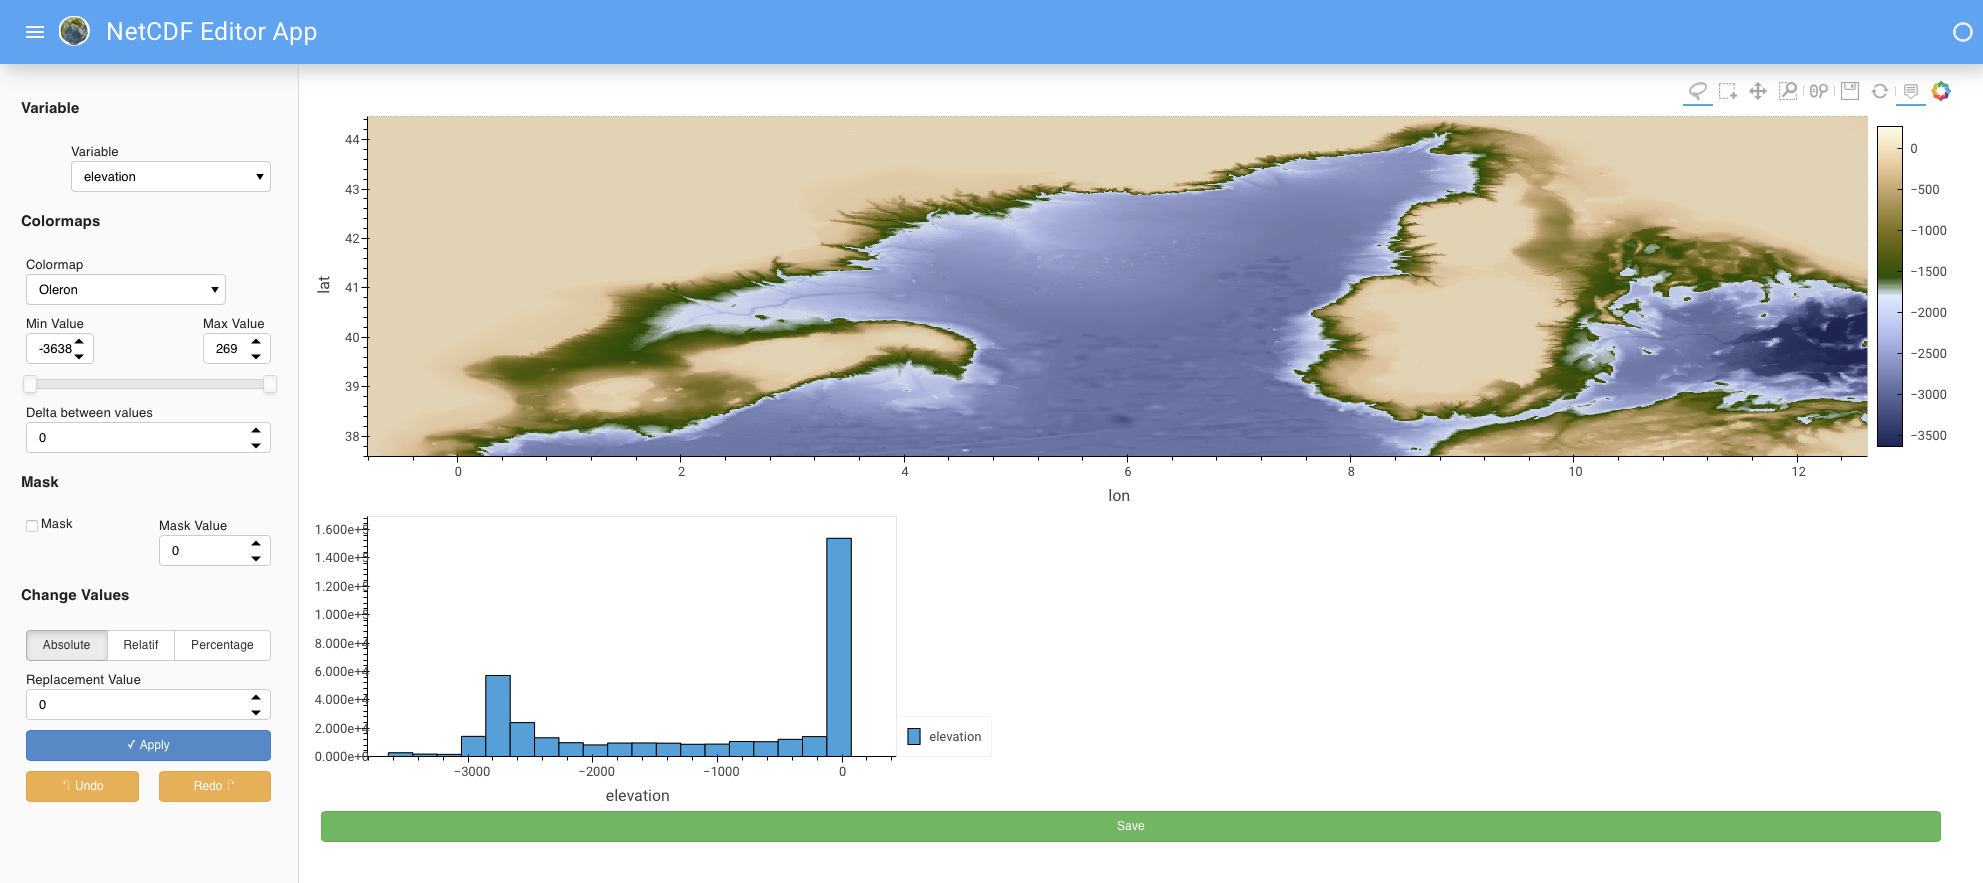 NetCDF Editor App
Variable
Variable
elevation
Colormaps
Colormap
Oleron
Min Value
Max Value
-3638
269
Delta between values
0
Mask
Mask
Mask Value
0
Change Values
Absolute
Relatif
Percentage
Replacement Value
0
✓ Apply
Undo
Redo
44
43
42
41
40
39
38
lat
0
2
4
6
8
10
12
lon
0
−500
−1000
−1500
−2000
−2500
−3000
−3500
1.600e+
1.400e+
1.200e+
1.000e+
8.000e+
6.000e+
4.000e+
2.000e+
0.000e+
−3000
−2000
−1000
0
elevation
elevation
Save